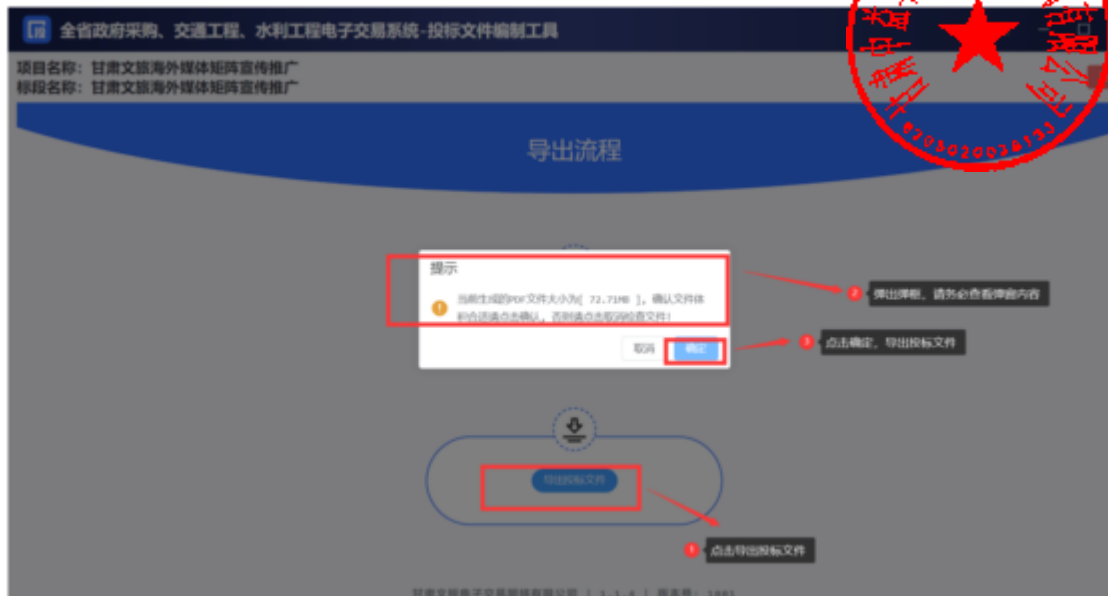 全省政府采购、交通工程、水利工程电子交易系统-投标文件编制工具
项目名称：甘肃文旅海外媒体矩阵宣传推广
标段名称：甘肃文旅海外媒体矩阵宣传推广
导出流程
提示
当前生成的PDF文件大小为[ 72.71MB ]，确认文件体
积合适请点击确认，否则请点击取消检查文件！
取消 确定
2 弹出弹框，请务必查看弹窗内容
3 点击确定，导出投标文件
导出投标文件
1 点击导出投标文件